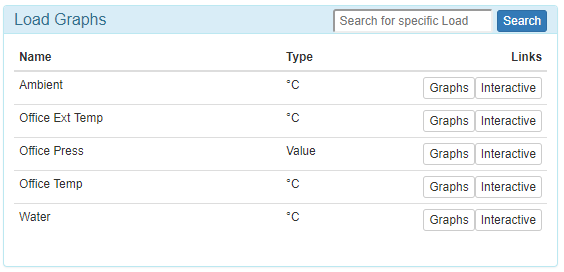 Load Graphs Search for specific Load Search
Name Type Links
Ambient °C Graphs Interactive
Office Ext Temp °C Graphs Interactive
Office Press Value Graphs Interactive
Office Temp °C Graphs Interactive
Water °C Graphs Interactive